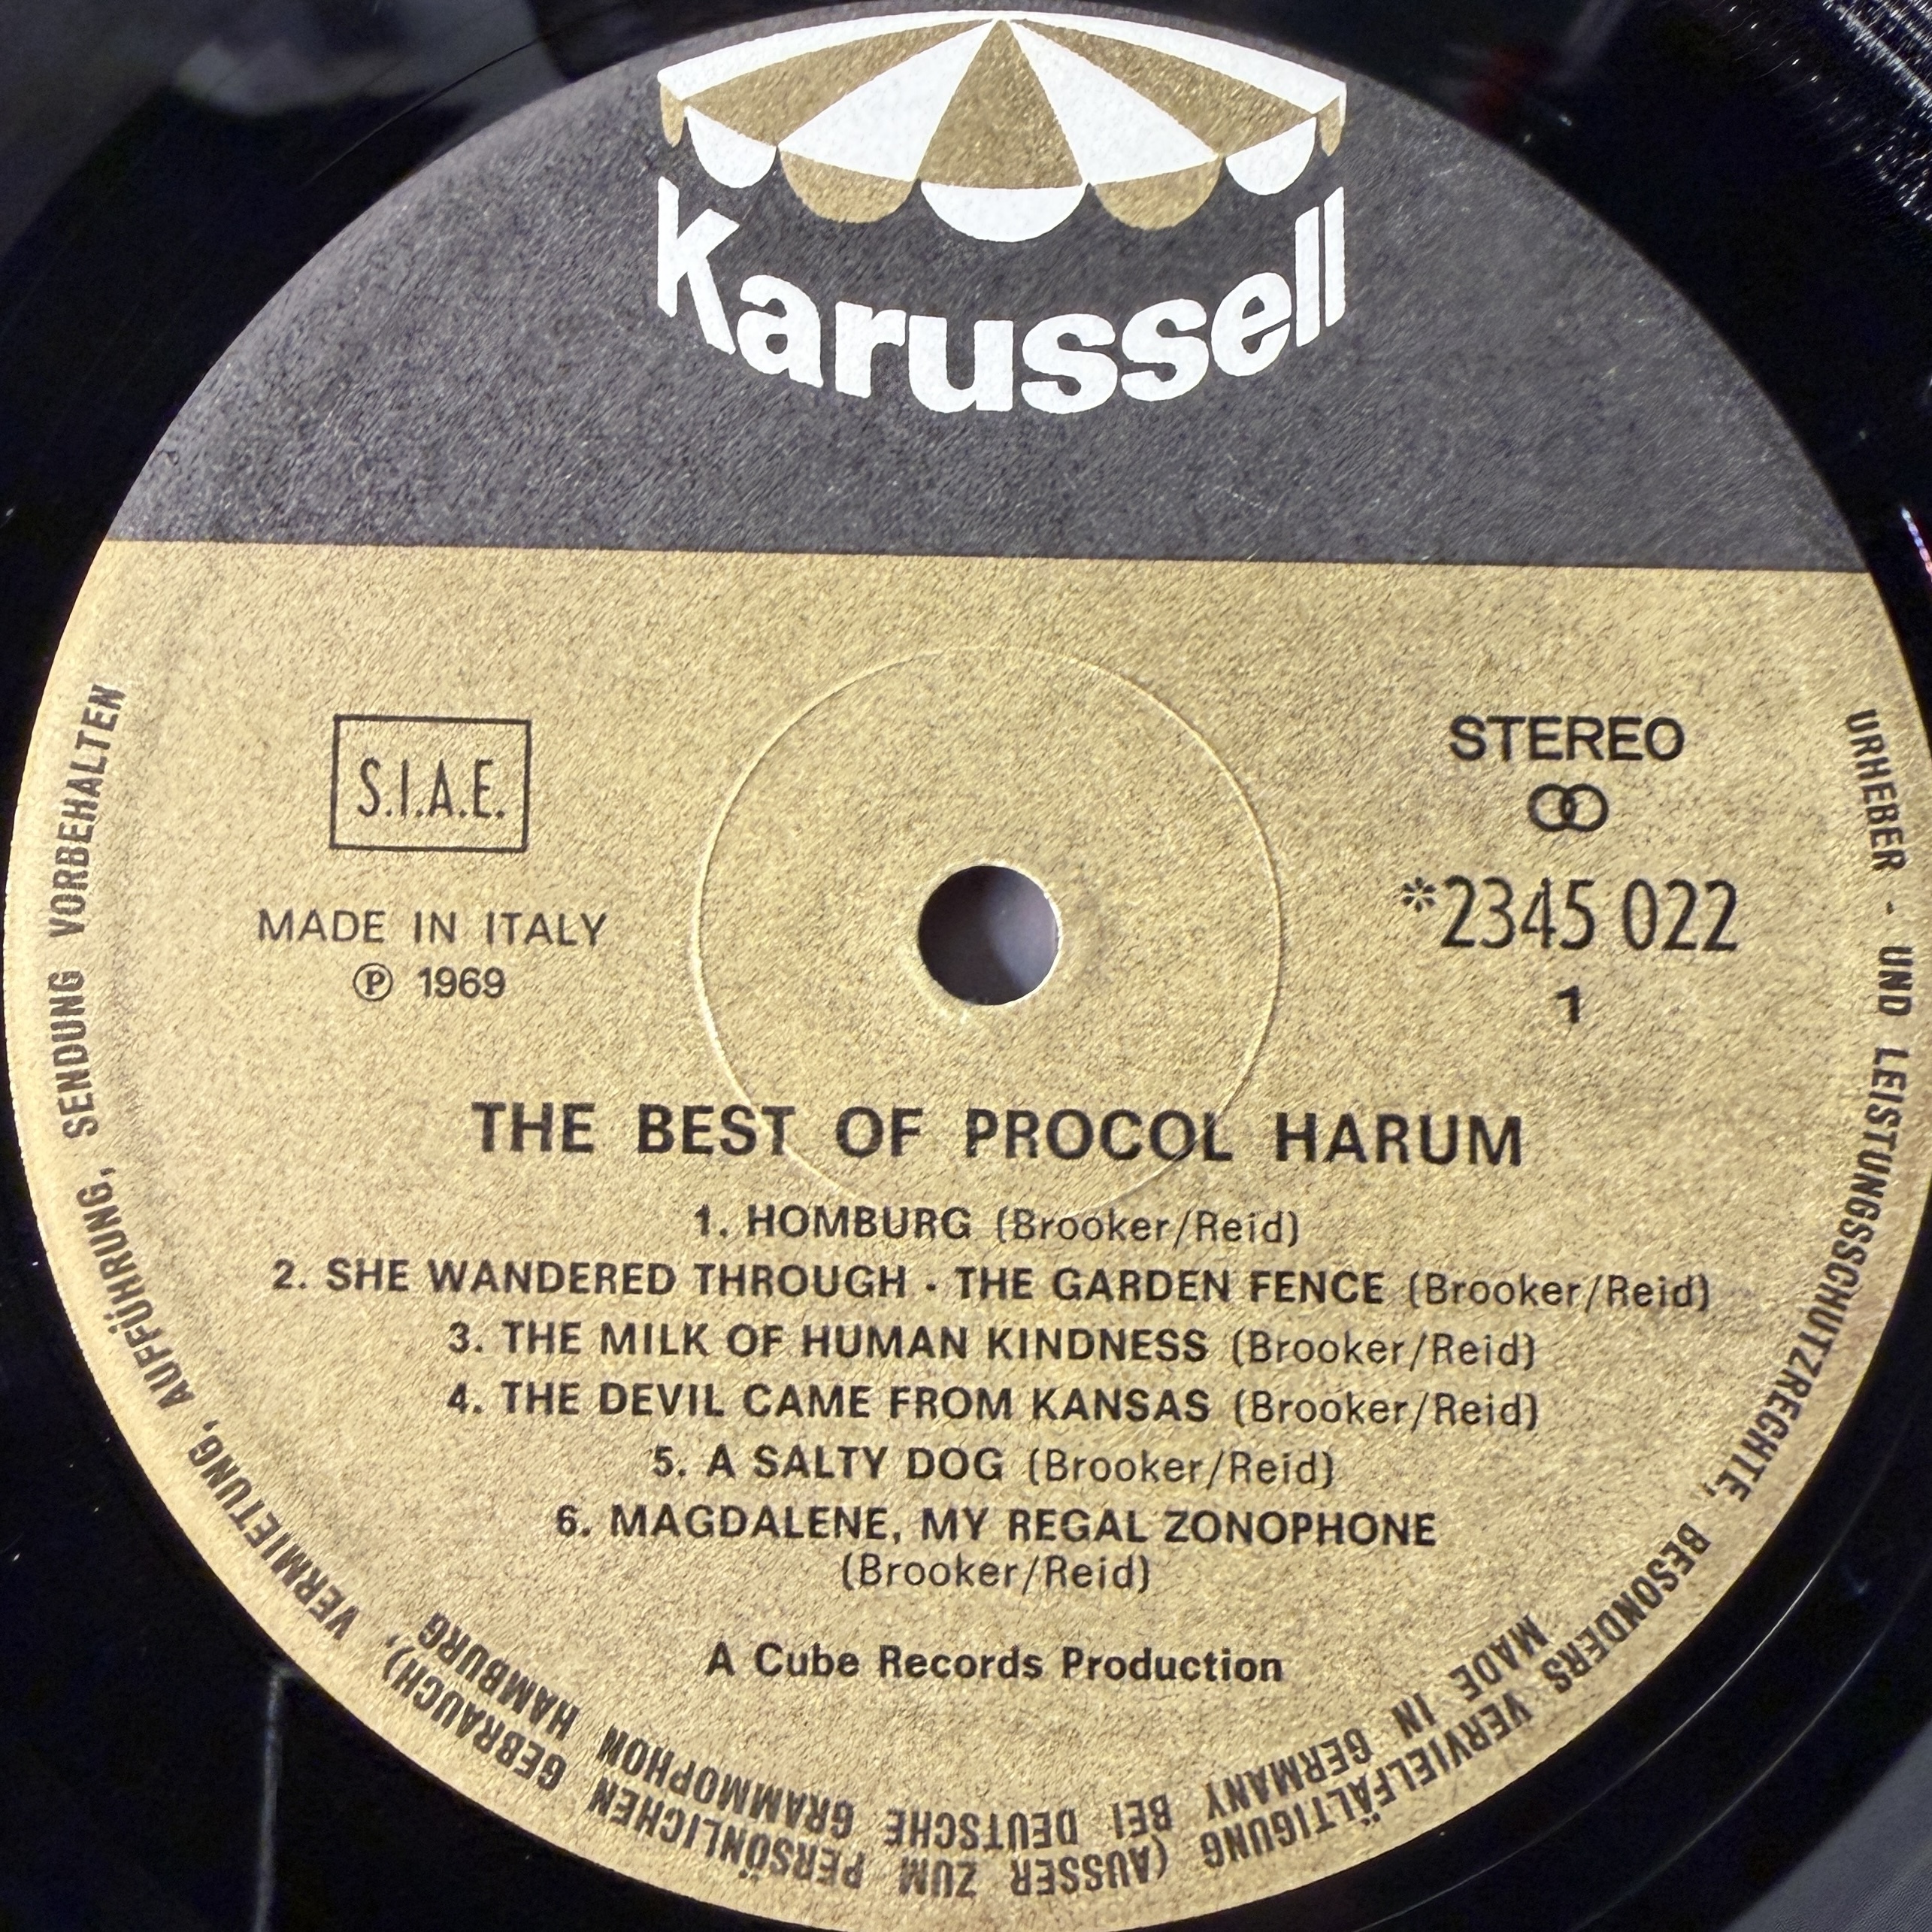 Karussell
S.I.A.E.
MADE IN ITALY
Ⓟ 1969
STEREO
*2345 022
1
THE BEST OF PROCOL HARUM
1. HOMBURG (Brooker/Reid)
2. SHE WANDERED THROUGH · THE GARDEN FENCE (Brooker/Reid)
3. THE MILK OF HUMAN KINDNESS (Brooker/Reid)
4. THE DEVIL CAME FROM KANSAS (Brooker/Reid)
5. A SALTY DOG (Brooker/Reid)
6. MAGDALENE, MY REGAL ZONOPHONE
(Brooker/Reid)
A Cube Records Production
URHEBER - UND LEISTUNGSSCHUTZRECHTE, BESONDERS VERVIELFÄLTIGUNG (AUSSER ZUM PERSÖNLICHEN GEBRAUCH), VERMIETUNG, AUFFÜHRUNG, SENDUNG VORBEHALTEN
MADE IN GERMANY BEI DEUTSCHE GRAMMOPHON HAMBURG